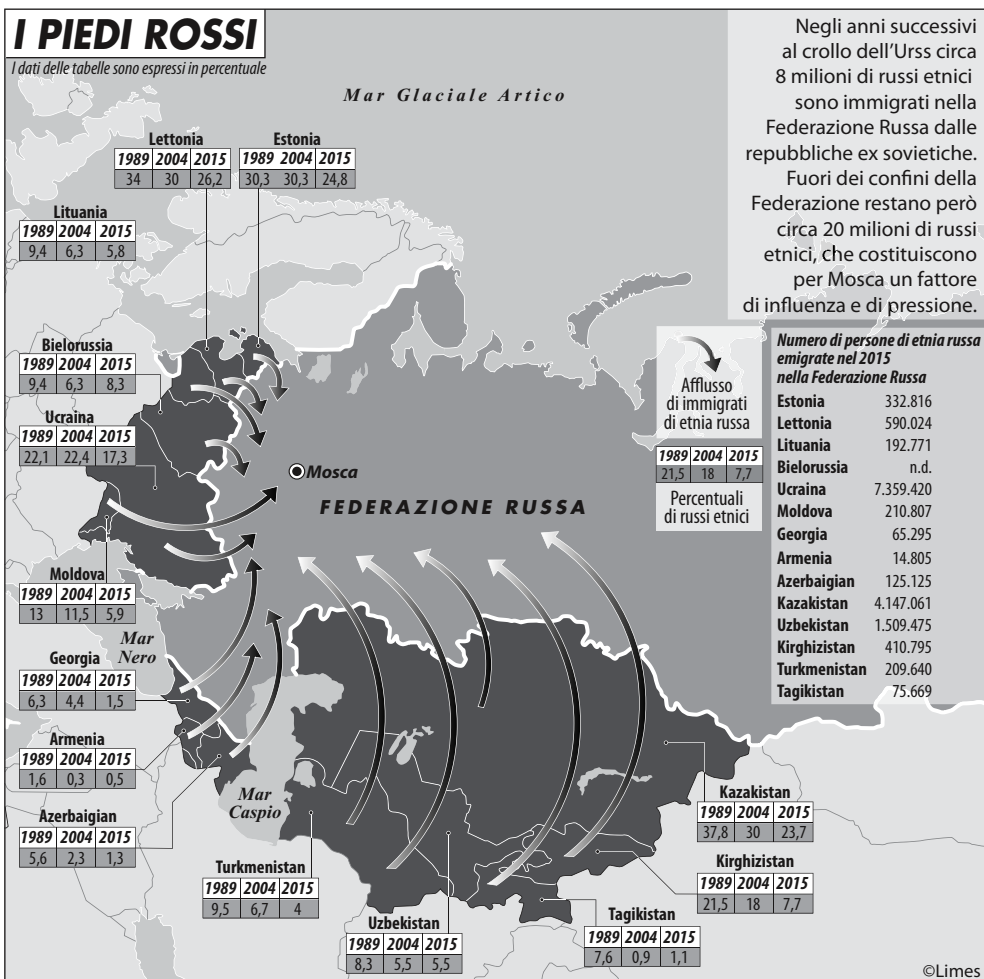 I PIEDI ROSSI
I dati delle tabelle sono espressi in percentuale
Negli anni successivi
al crollo dell'Urss circa
8 milioni di russi etnici
sono immigrati nella
Federazione Russa dalle
repubbliche ex sovietiche.
Fuori dei confini della
Federazione restano però
circa 20 milioni di russi
etnici, che costituiscono
per Mosca un fattore
di influenza e di pressione.
Mar Glaciale Artico
Lettonia
1989 2004 2015
34 30 26,2
Estonia
1989 2004 2015
30,3 30,3 24,8
Lituania
1989 2004 2015
9,4 6,3 5,8
Bielorussia
1989 2004 2015
9,4 6,3 8,3
Ucraina
1989 2004 2015
22,1 22,4 17,3
Mosca
FEDERAZIONE RUSSA
Afflusso
di immigrati
di etnia russa
1989 2004 2015
21,5 18 7,7
Percentuali
di russi etnici
Numero di persone di etnia russa
emigrate nel 2015
nella Federazione Russa
Estonia 332.816
Lettonia 590.024
Lituania 192.771
Bielorussia n.d.
Ucraina 7.359.420
Moldova 210.807
Georgia 65.295
Armenia 14.805
Azerbaigian 125.125
Kazakistan 4.147.061
Uzbekistan 1.509.475
Kirghizistan 410.795
Turkmenistan 209.640
Tagikistan 75.669
Moldova
1989 2004 2015
13 11,5 5,9
Mar
Nero
Georgia
1989 2004 2015
6,3 4,4 1,5
Armenia
1989 2004 2015
1,6 0,3 0,5
Azerbaigian
1989 2004 2015
5,6 2,3 1,3
Mar
Caspio
Turkmenistan
1989 2004 2015
9,5 6,7 4
Uzbekistan
1989 2004 2015
8,3 5,5 5,5
Tagikistan
1989 2004 2015
7,6 0,9 1,1
Kazakistan
1989 2004 2015
37,8 30 23,7
Kirghizistan
1989 2004 2015
21,5 18 7,7
©Limes